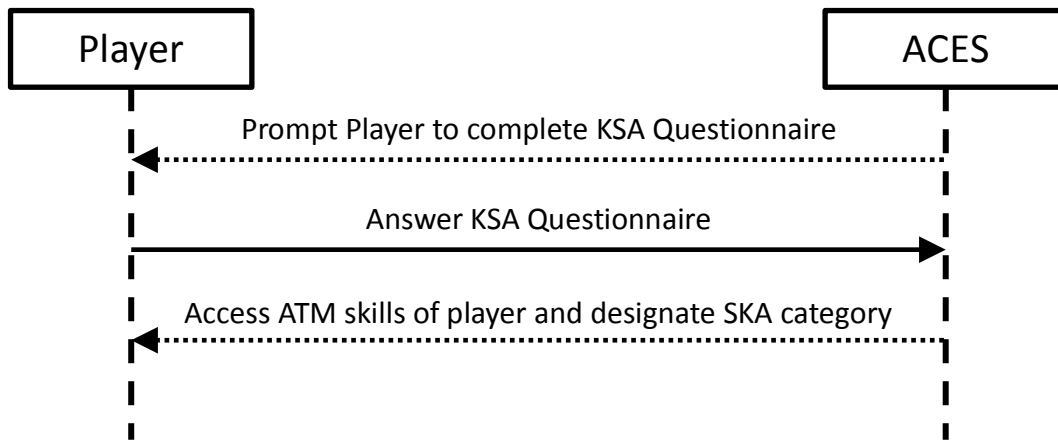 Player
ACES
Prompt Player to complete KSA Questionnaire
Answer KSA Questionnaire
Access ATM skills of player and designate SKA category